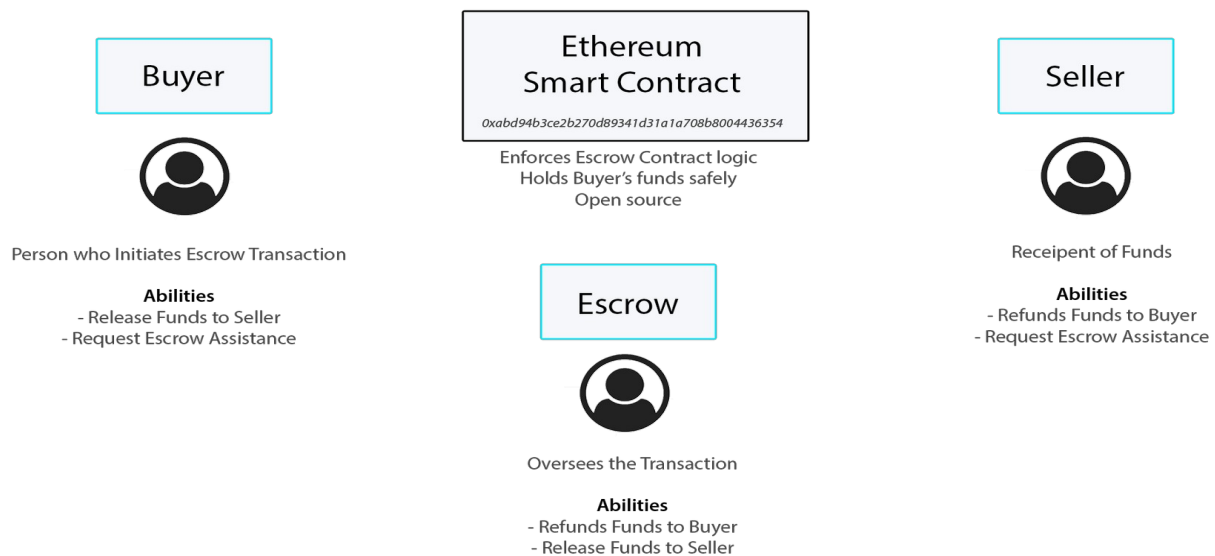 Buyer
Person who Initiates Escrow Transaction
Abilities
- Release Funds to Seller
- Request Escrow Assistance
Ethereum
Smart Contract
0xabd94b3ce2b270d89341d31a1a708b8004436354
Enforces Escrow Contract logic
Holds Buyer's funds safely
Open source
Escrow
Oversees the Transaction
Abilities
- Refunds Funds to Buyer
- Release Funds to Seller
Seller
Receipent of Funds
Abilities
- Refunds Funds to Buyer
- Request Escrow Assistance